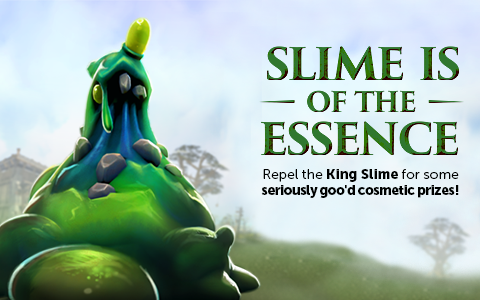 SLIME IS
OF THE
ESSENCE
Repel the King Slime for some
seriously goo'd cosmetic prizes!